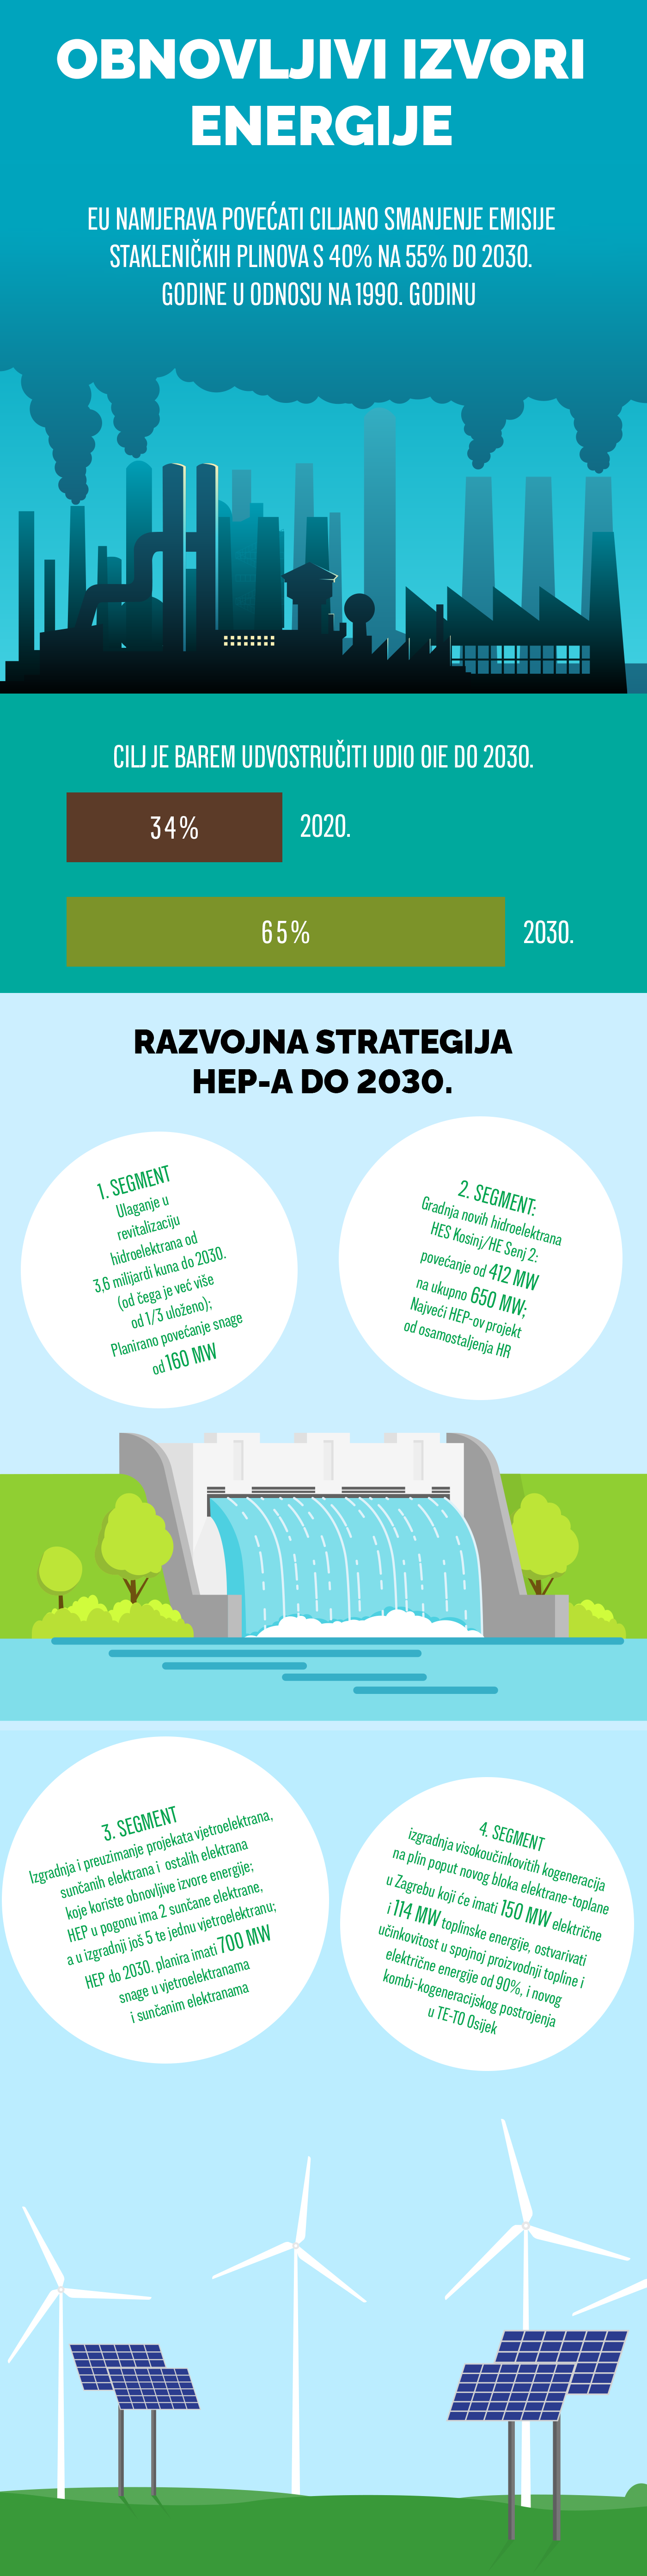 OBNOVLJIVI IZVORI
ENERGIJE
EU NAMJERAVA POVEĆATI CILJANO SMANJENJE EMISIJE
STAKLENIČKIH PLINOVA S 40% NA 55% DO 2030.
GODINE U ODNOSU NA 1990. GODINU
CILJ JE BAREM UDVOSTRUČITI UDIO OIE DO 2030.
34%
2020.
65%
2030.
RAZVOJNA STRATEGIJA
HEP-A DO 2030.
1. SEGMENT
Ulaganje u
revitalizaciju
hidroelektrana od
3,6 milijardi kuna do 2030.
(od čega je već više
od 1/3 uloženo);
Planirano povećanje snage
od 160 MW
2. SEGMENT:
Gradnja novih hidroelektrana
HES Kosinj/HE Senj 2:
povećanje od 412 MW
na ukupno 650 MW;
Najveći HEP-ov projekt
od osamostaljenja HR
3. SEGMENT
Izgradnja i preuzimanje projekata vjetroelektrana,
sunčanih elektrana i ostalih elektrana
koje koriste obnovljive izvore energije;
HEP u pogonu ima 2 sunčane elektrane,
a u izgradnji još 5 te jednu vjetroelektranu;
HEP do 2030. planira imati 700 MW
snage u vjetroelektranama
i sunčanim elektranama
4. SEGMENT
izgradnja visokoučinkovitih kogeneracija
na plin poput novog bloka elektrane-toplane
u Zagrebu koji će imati 150 MW električne
i 114 MW toplinske energije, ostvarivati
učinkovitost u spojnoj proizvodnji topline i
električne energije od 90%, i novog
kombi-kogeneracijskog postrojenja
u TE-TO Osijek